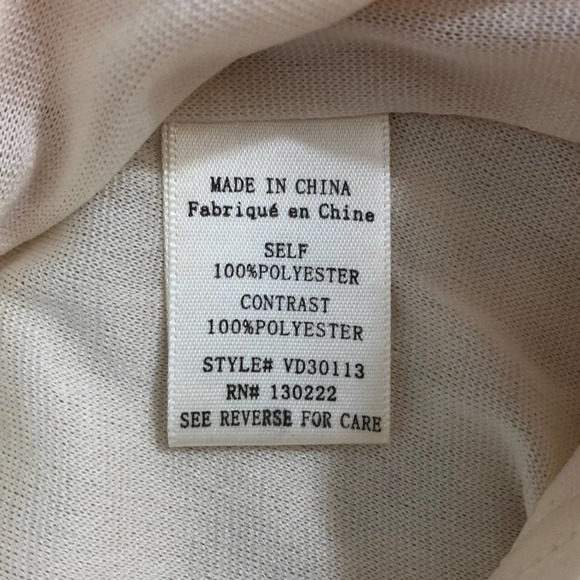 MADE IN CHINA
Fabriqué en Chine
SELF
100%POLYESTER
CONTRAST
100%POLYESTER
STYLE# VD30113
RN# 130222
SEE REVERSE FOR CARE